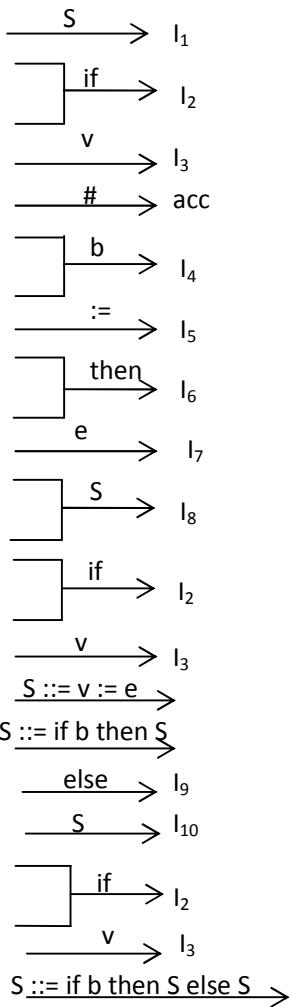 S I₁
if I₂
v I₃
# acc
b I₄
:= I₅
then I₆
e I₇
S I₈
if I₂
v I₃
S ::= v := e
S ::= if b then S
else I₉
S I₁₀
if I₂
v I₃
S ::= if b then S else S